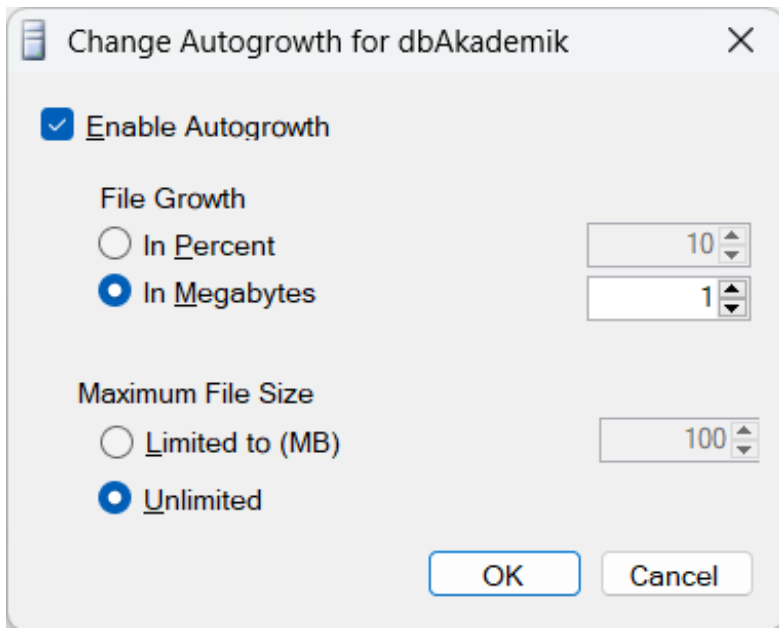 Change Autogrowth for dbAkademik
Enable Autogrowth
File Growth
In Percent 10
In Megabytes 1
Maximum File Size
Limited to (MB) 100
Unlimited
OK Cancel